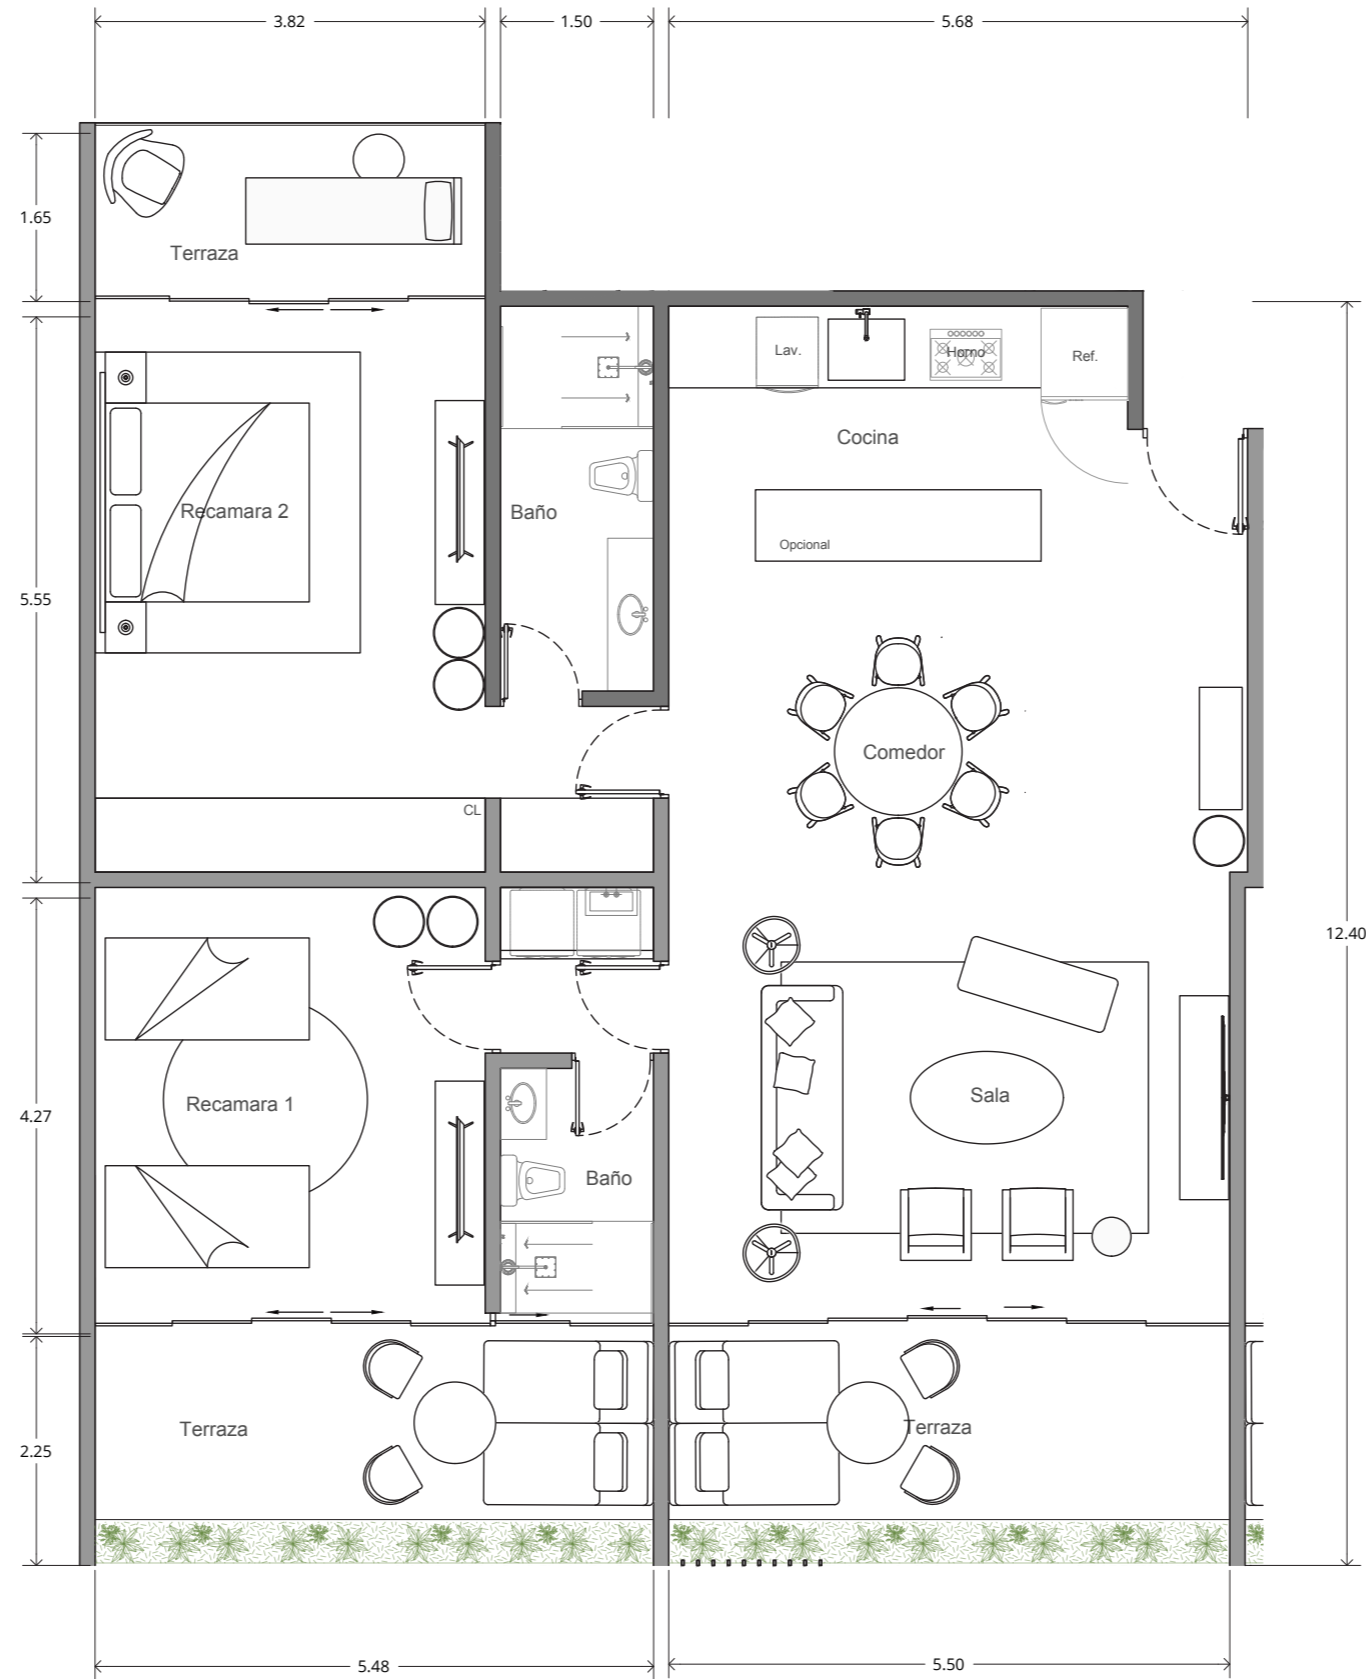 3.82
1.50
5.68
1.65
Terraza
Lav.
Horno
Ref.
Cocina
Recamara 2
Baño
Opcional
5.55
Comedor
CL
12.40
4.27
Recamara 1
Sala
Baño
2.25
Terraza
Terraza
5.48
5.50